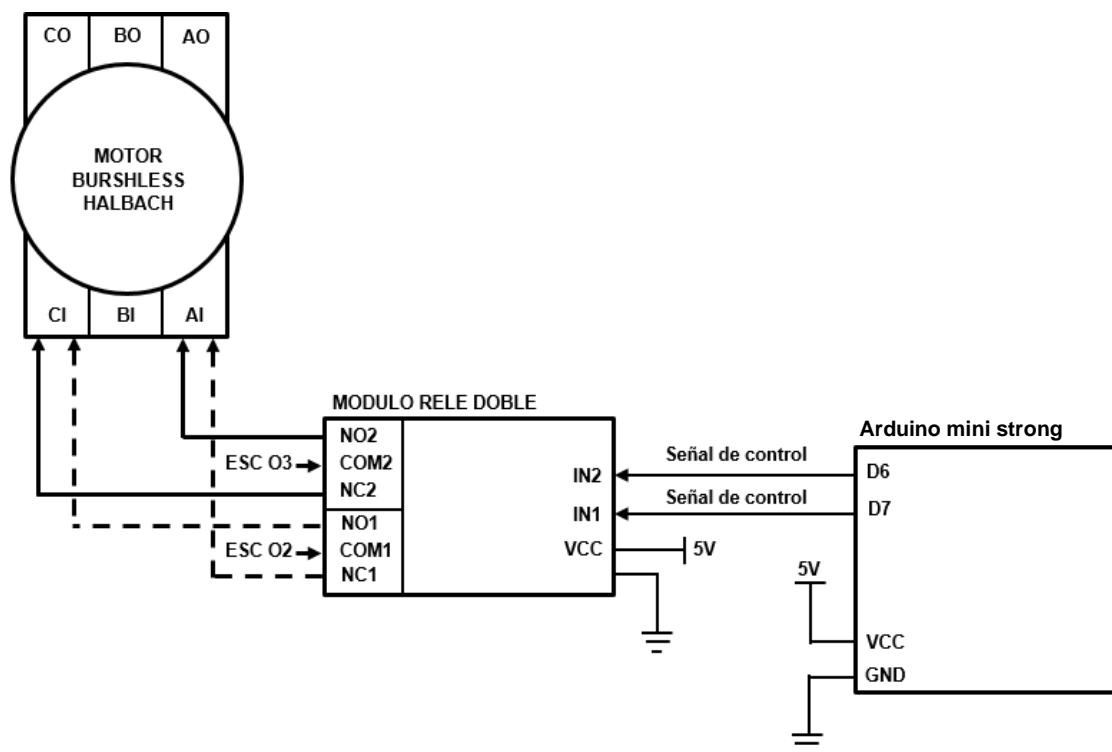 CO BO AO
MOTOR
BURSHLESS
HALBACH
CI BI AI
MODULO RELE DOBLE
NO2
ESC O3 COM2
NC2
NO1
ESC O2 COM1
NC1
IN2
IN1
VCC 5V
Señal de control
Señal de control
Arduino mini strong
D6
D7
5V
VCC
GND